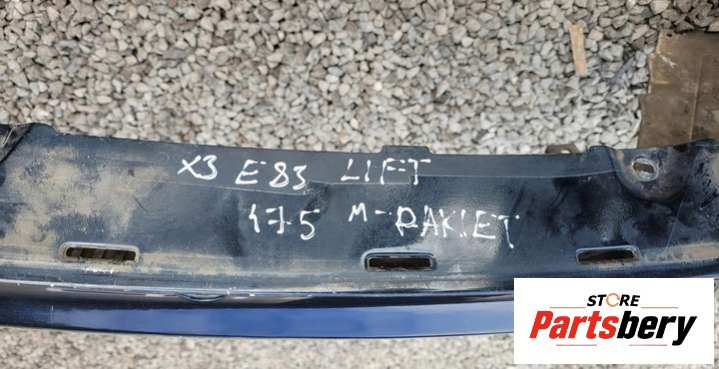 X3 E83 LIFT
175 M-PAKIET
STORE
Partsbery